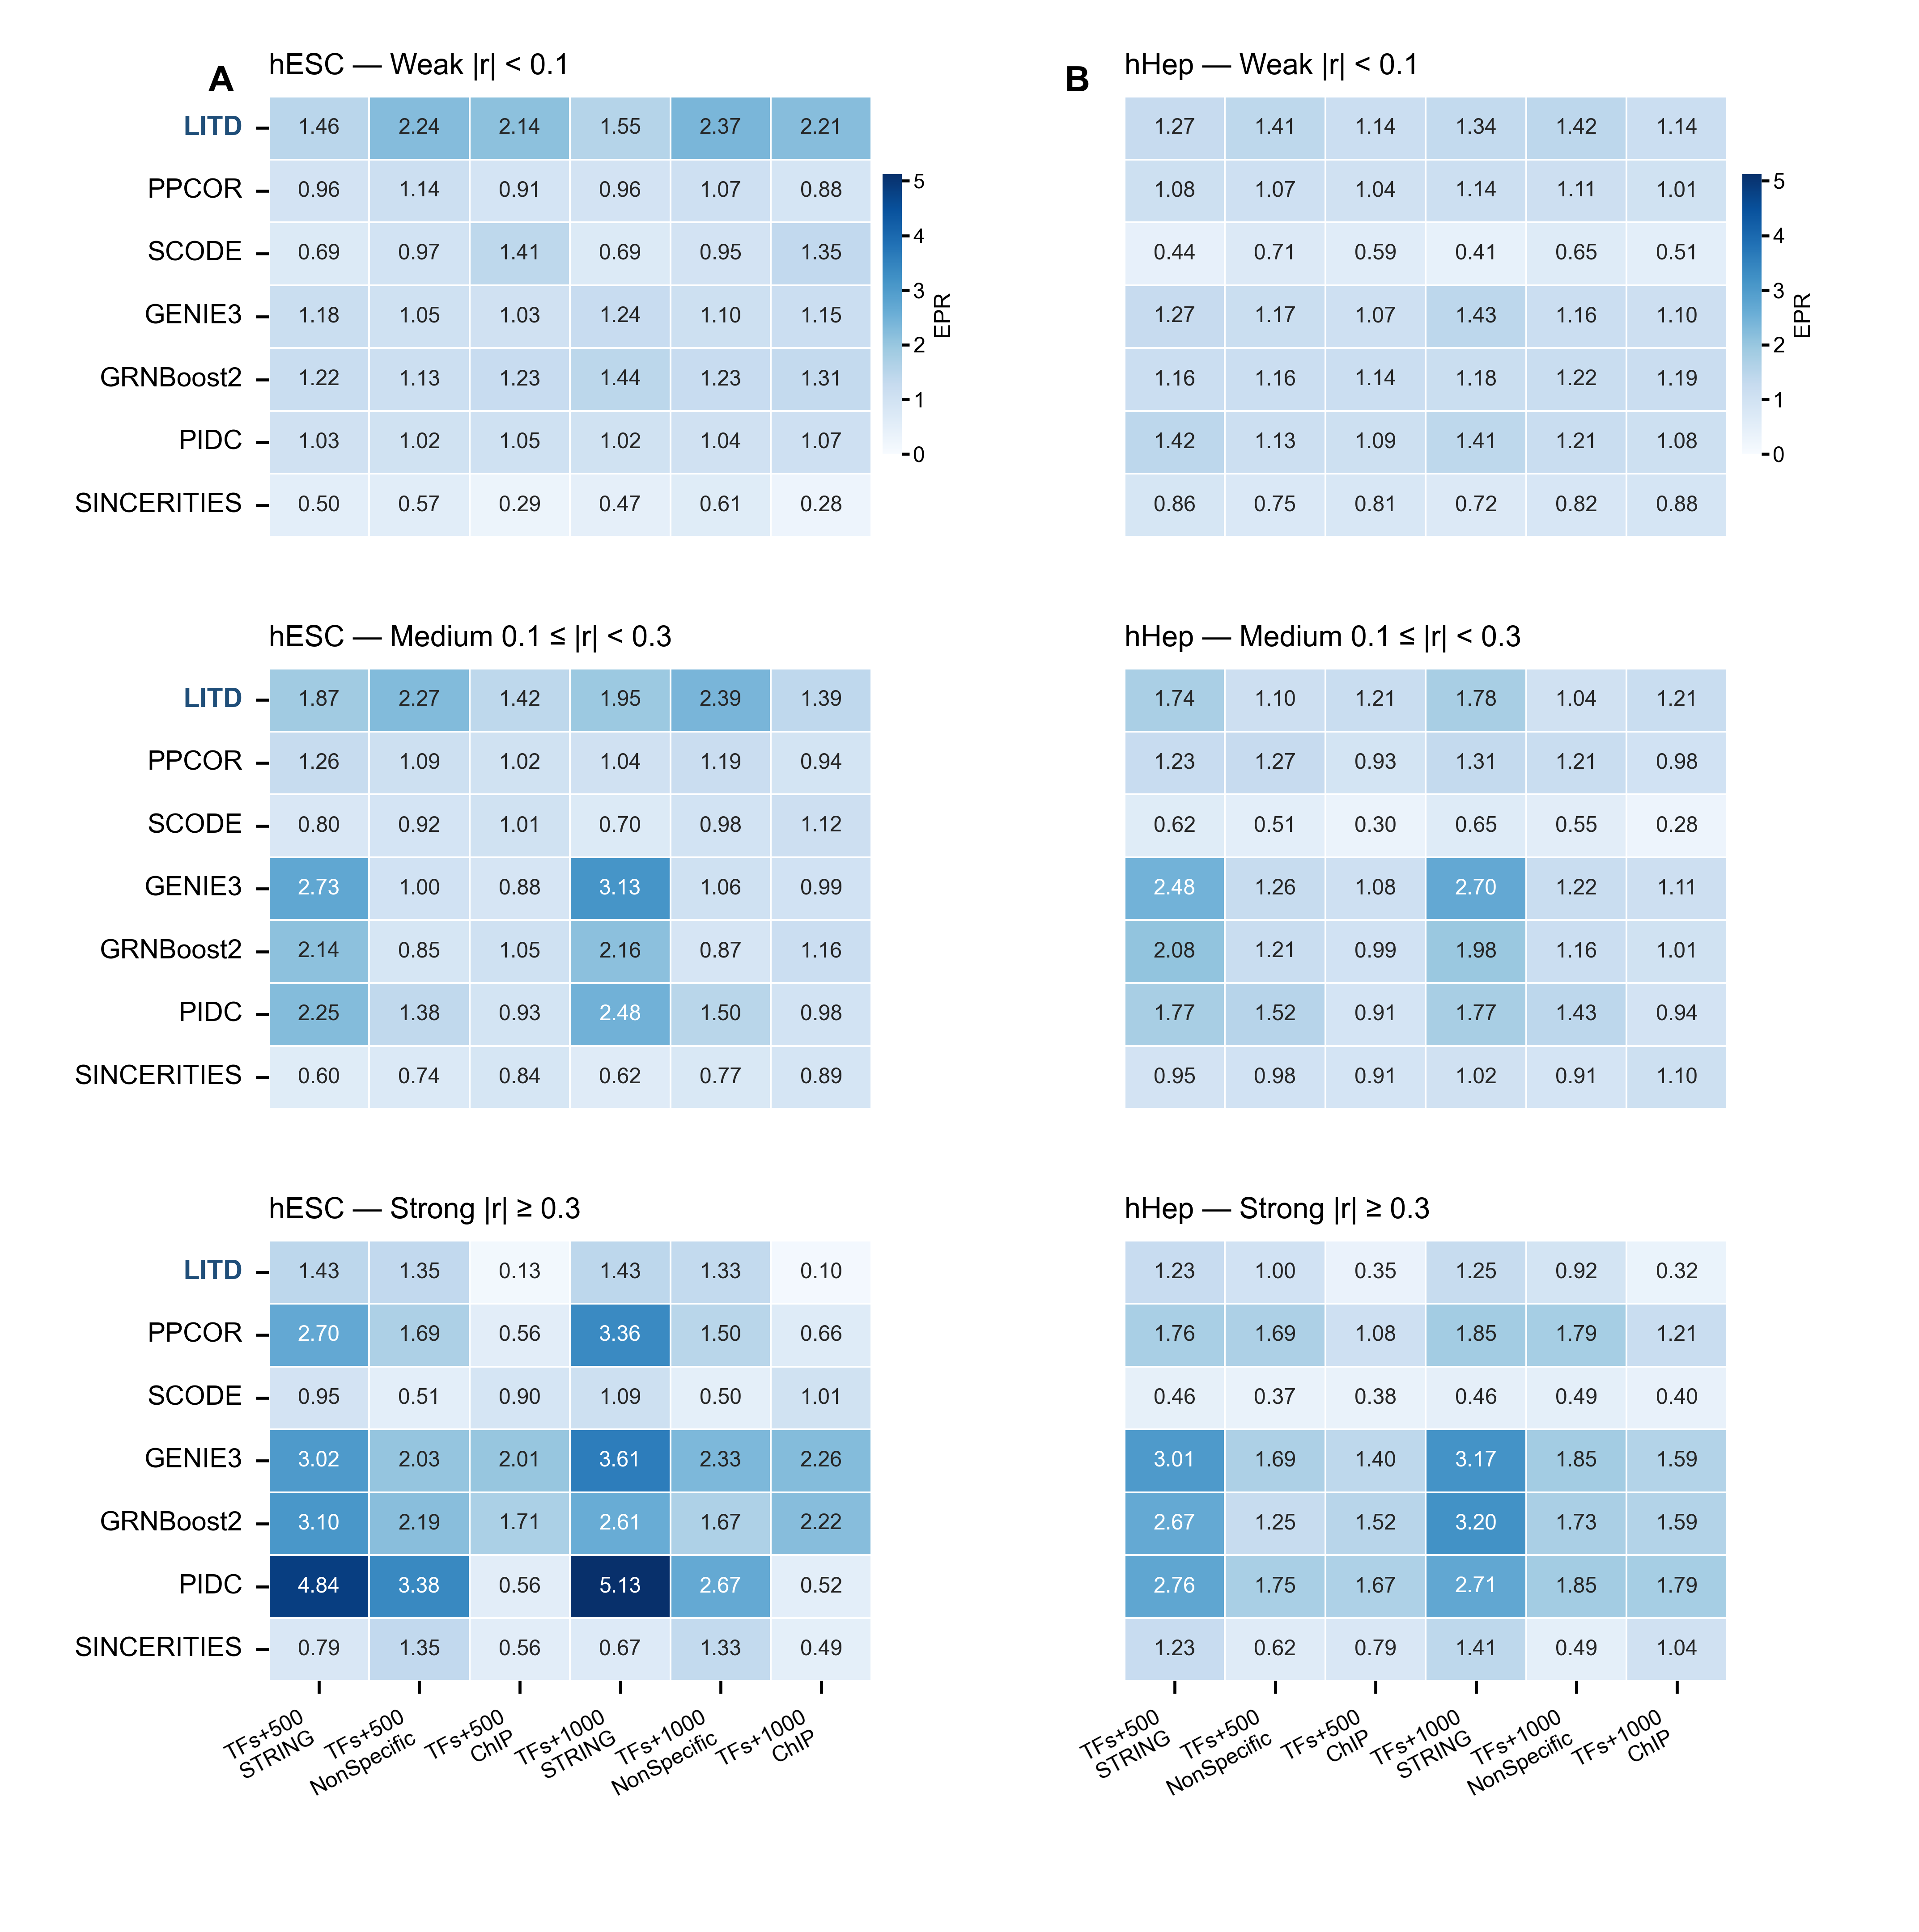 A
hESC — Weak |r| < 0.1
LITD 1.46 2.24 2.14 1.55 2.37 2.21
PPCOR 0.96 1.14 0.91 0.96 1.07 0.88
SCODE 0.69 0.97 1.41 0.69 0.95 1.35
GENIE3 1.18 1.05 1.03 1.24 1.10 1.15
GRNBoost2 1.22 1.13 1.23 1.44 1.23 1.31
PIDC 1.03 1.02 1.05 1.02 1.04 1.07
SINCERITIES 0.50 0.57 0.29 0.47 0.61 0.28
5
4
3
2
1
0
EPR
B
hHep — Weak |r| < 0.1
1.27 1.41 1.14 1.34 1.42 1.14
1.08 1.07 1.04 1.14 1.11 1.01
0.44 0.71 0.59 0.41 0.65 0.51
1.27 1.17 1.07 1.43 1.16 1.10
1.16 1.16 1.14 1.18 1.22 1.19
1.42 1.13 1.09 1.41 1.21 1.08
0.86 0.75 0.81 0.72 0.82 0.88
5
4
3
2
1
0
EPR
hESC — Medium 0.1 ≤ |r| < 0.3
LITD 1.87 2.27 1.42 1.95 2.39 1.39
PPCOR 1.26 1.09 1.02 1.04 1.19 0.94
SCODE 0.80 0.92 1.01 0.70 0.98 1.12
GENIE3 2.73 1.00 0.88 3.13 1.06 0.99
GRNBoost2 2.14 0.85 1.05 2.16 0.87 1.16
PIDC 2.25 1.38 0.93 2.48 1.50 0.98
SINCERITIES 0.60 0.74 0.84 0.62 0.77 0.89
hHep — Medium 0.1 ≤ |r| < 0.3
1.74 1.10 1.21 1.78 1.04 1.21
1.23 1.27 0.93 1.31 1.21 0.98
0.62 0.51 0.30 0.65 0.55 0.28
2.48 1.26 1.08 2.70 1.22 1.11
2.08 1.21 0.99 1.98 1.16 1.01
1.77 1.52 0.91 1.77 1.43 0.94
0.95 0.98 0.91 1.02 0.91 1.10
hESC — Strong |r| ≥ 0.3
LITD 1.43 1.35 0.13 1.43 1.33 0.10
PPCOR 2.70 1.69 0.56 3.36 1.50 0.66
SCODE 0.95 0.51 0.90 1.09 0.50 1.01
GENIE3 3.02 2.03 2.01 3.61 2.33 2.26
GRNBoost2 3.10 2.19 1.71 2.61 1.67 2.22
PIDC 4.84 3.38 0.56 5.13 2.67 0.52
SINCERITIES 0.79 1.35 0.56 0.67 1.33 0.49
TFs+500
STRING
TFs+500
NonSpecific
TFs+500
ChIP
TFs+1000
STRING
TFs+1000
NonSpecific
TFs+1000
ChIP
hHep — Strong |r| ≥ 0.3
1.23 1.00 0.35 1.25 0.92 0.32
1.76 1.69 1.08 1.85 1.79 1.21
0.46 0.37 0.38 0.46 0.49 0.40
3.01 1.69 1.40 3.17 1.85 1.59
2.67 1.25 1.52 3.20 1.73 1.59
2.76 1.75 1.67 2.71 1.85 1.79
1.23 0.62 0.79 1.41 0.49 1.04
TFs+500
STRING
TFs+500
NonSpecific
TFs+500
ChIP
TFs+1000
STRING
TFs+1000
NonSpecific
TFs+1000
ChIP